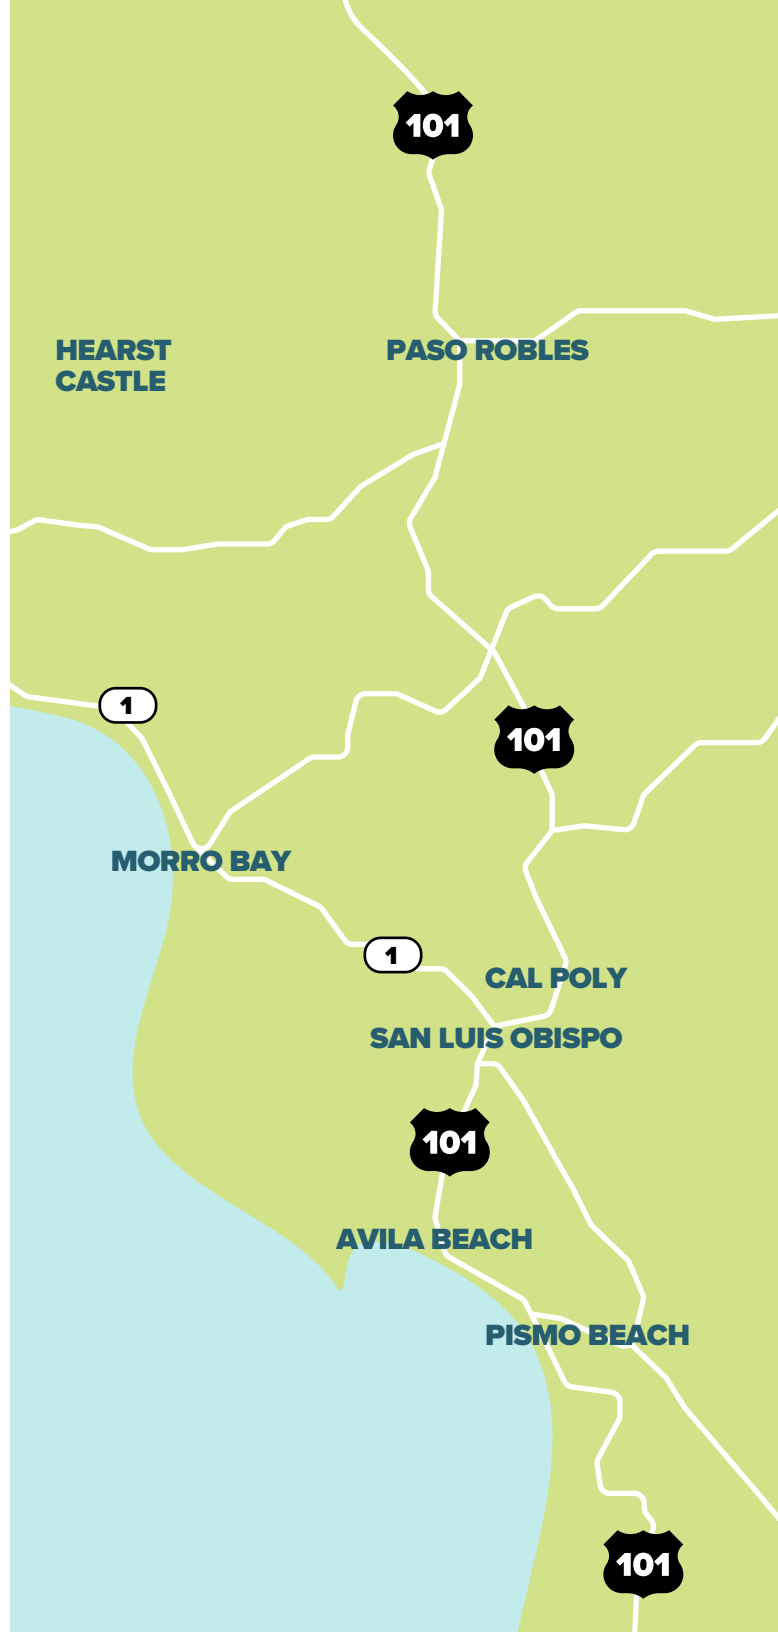 101
HEARST
CASTLE
PASO ROBLES
1
101
MORRO BAY
1
CAL POLY
SAN LUIS OBISPO
101
AVILA BEACH
PISMO BEACH
101